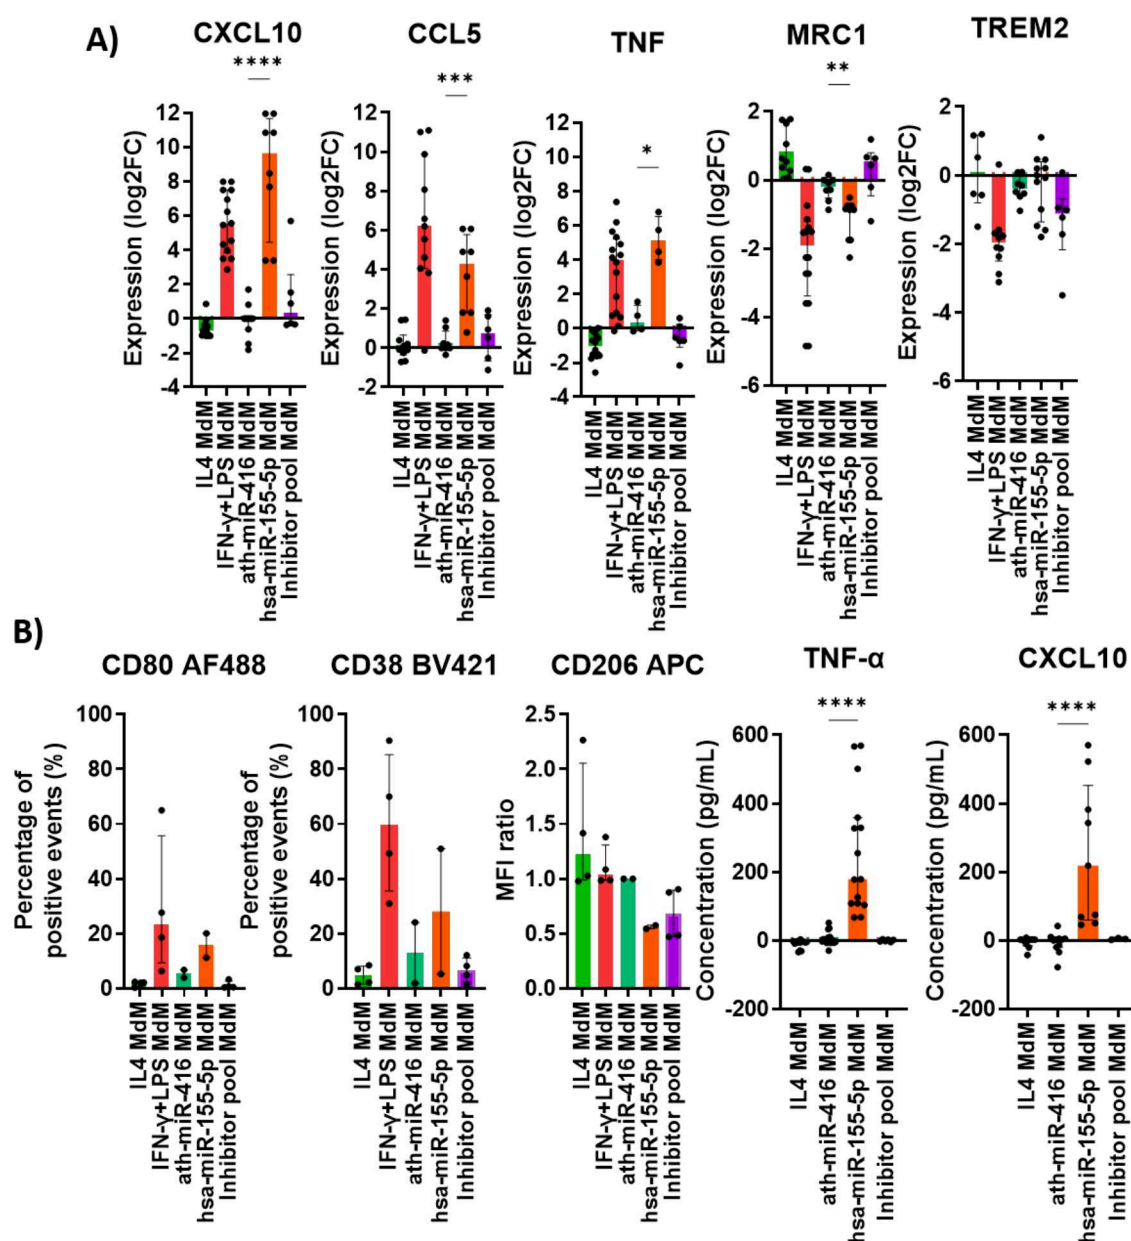 A)
CXCL10
****
Expression (log2FC)
12
10
8
6
4
2
0
-2
-4
IL4 MdM
IFN-γ+LPS MdM
ath-miR-416 MdM
hsa-miR-155-5p MdM
Inhibitor pool MdM
CCL5
***
Expression (log2FC)
12
10
8
6
4
2
0
-2
IL4 MdM
IFN-γ+LPS MdM
ath-miR-416 MdM
hsa-miR-155-5p MdM
Inhibitor pool MdM
TNF
*
Expression (log2FC)
12
10
8
6
4
2
0
-2
-4
IL4 MdM
IFN-γ+LPS MdM
ath-miR-416 MdM
hsa-miR-155-5p MdM
Inhibitor pool MdM
MRC1
**
Expression (log2FC)
2
0
-2
-4
-6
IL4 MdM
IFN-γ+LPS MdM
ath-miR-416 MdM
hsa-miR-155-5p MdM
Inhibitor pool MdM
TREM2
Expression (log2FC)
2
0
-2
-4
-6
IL4 MdM
IFN-γ+LPS MdM
ath-miR-416 MdM
hsa-miR-155-5p MdM
Inhibitor pool MdM
B)
CD80 AF488
Percentage of
positive events (%)
100
80
60
40
20
0
IL4 MdM
IFN-γ+LPS MdM
ath-miR-416 MdM
hsa-miR-155-5p MdM
Inhibitor pool MdM
CD38 BV421
Percentage of
positive events (%)
100
80
60
40
20
0
IL4 MdM
IFN-γ+LPS MdM
ath-miR-416 MdM
hsa-miR-155-5p MdM
Inhibitor pool MdM
CD206 APC
MFI ratio
2.5
2.0
1.5
1.0
0.5
0.0
IL4 MdM
IFN-γ+LPS MdM
ath-miR-416 MdM
hsa-miR-155-5p MdM
Inhibitor pool MdM
TNF-α
****
Concentration (pg/mL)
600
400
200
0
-200
IL4 MdM
ath-miR-416 MdM
hsa-miR-155-5p MdM
Inhibitor pool MdM
CXCL10
****
Concentration (pg/mL)
600
400
200
0
-200
IL4 MdM
ath-miR-416 MdM
hsa-miR-155-5p MdM
Inhibitor pool MdM